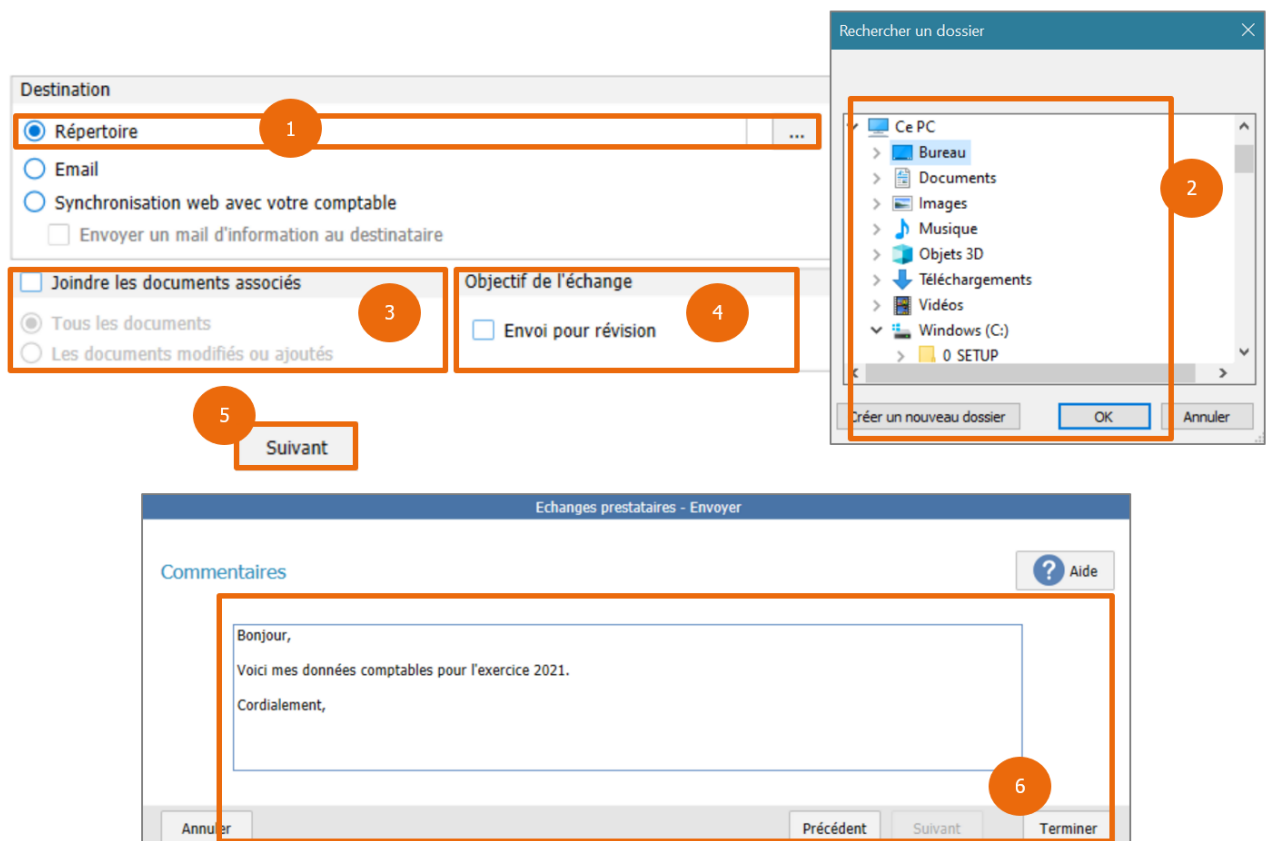 Destination
Répertoire
1
...
Email
Synchronisation web avec votre comptable
Envoyer un mail d'information au destinataire
Rechercher un dossier
Ce PC
Bureau
Documents
Images
Musique
Objets 3D
Téléchargements
Vidéos
Windows (C:)
0_SETUP
2
Créer un nouveau dossier
OK
Annuler
Joindre les documents associés
3
Tous les documents
Les documents modifiés ou ajoutés
Objectif de l'échange
4
Envoi pour révision
5
Suivant
Echanges prestataires - Envoyer
Commentaires
? Aide
Bonjour,
Voici mes données comptables pour l'exercice 2021.
Cordialement,
6
Annuler
Précédent
Suivant
Terminer